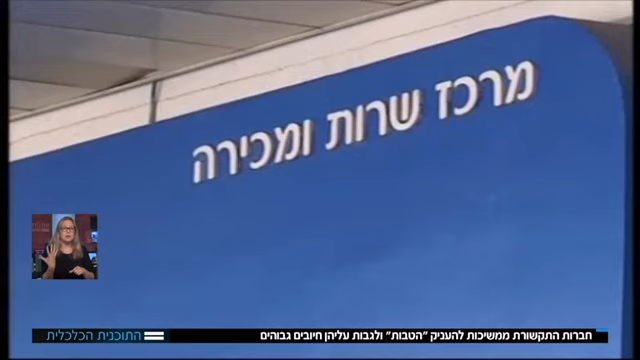 מרכז שרות ומכירה
חברות התקשורת ממשיכות להעניק "הטבות" ולגבות עליהן חיובים גבוהים
התוכנית הכלכלית